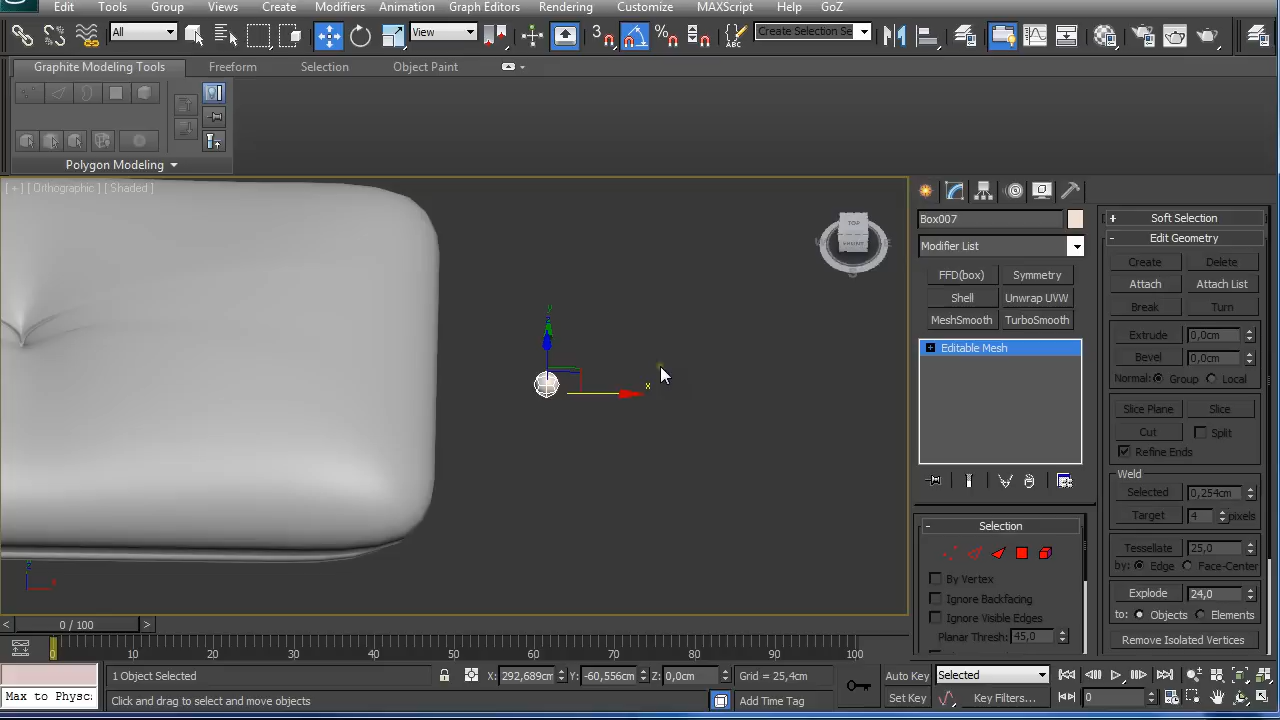 Edit Tools Group Views Create Modifiers Animation Graph Editors Rendering Customize MAXScript Help GoZ
All View 3 Create Selection Se
Graphite Modeling Tools Freeform Selection Object Paint
Polygon Modeling
[ + ] [ Orthographic ] [ Shaded ]
TOP
FRONT
y
z
x
z
x
Box007
Modifier List
FFD(box) Symmetry
Shell Unwrap UVW
MeshSmooth TurboSmooth
Editable Mesh
- Selection
By Vertex
Ignore Backfacing
Ignore Visible Edges
Planar Thresh: 45,0
+ Soft Selection
- Edit Geometry
Create Delete
Attach Attach List
Break Turn
Extrude 0,0cm
Bevel 0,0cm
Normal: Group Local
Slice Plane Slice
Cut Split
Refine Ends
Weld
Selected 0,254cm
Target 4 pixels
Tessellate 25,0
by: Edge Face-Center
Explode 24,0
to: Objects Elements
Remove Isolated Vertices
< 0 / 100 >
0 10 20 30 40 50 60 70 80 90 100
1 Object Selected X: 292,689cm Y: -60,556cm Z: 0,0cm Grid = 25,4cm Auto Key Selected
Max to Physc: Click and drag to select and move objects Add Time Tag Set Key Key Filters... 0